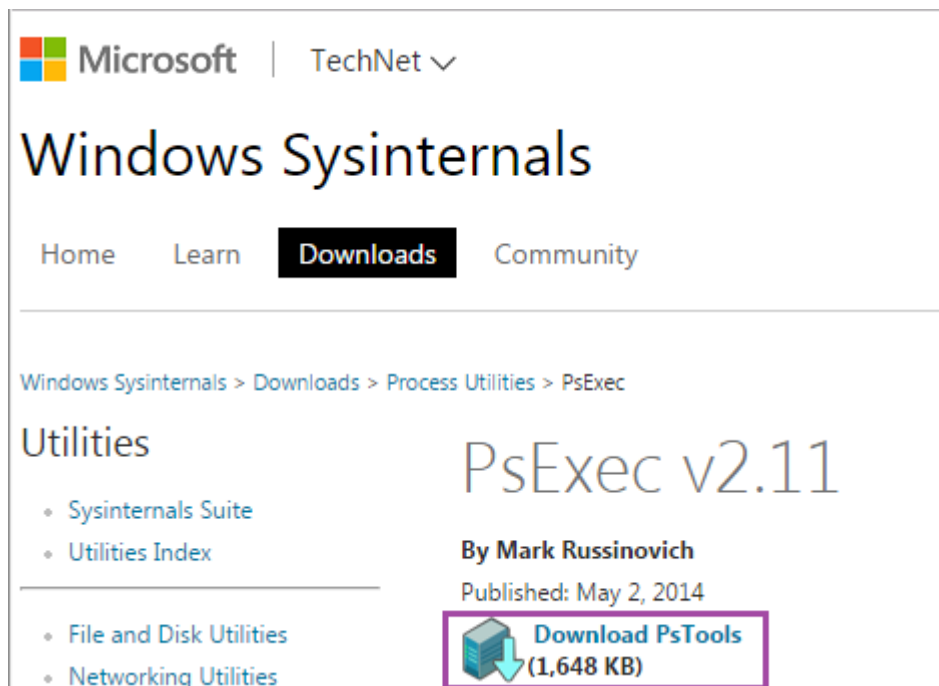 Microsoft | TechNet
Windows Sysinternals
Home Learn Downloads Community
Windows Sysinternals > Downloads > Process Utilities > PsExec
Utilities
Sysinternals Suite
Utilities Index
File and Disk Utilities
Networking Utilities
PsExec v2.11
By Mark Russinovich
Published: May 2, 2014
Download PsTools
(1,648 KB)